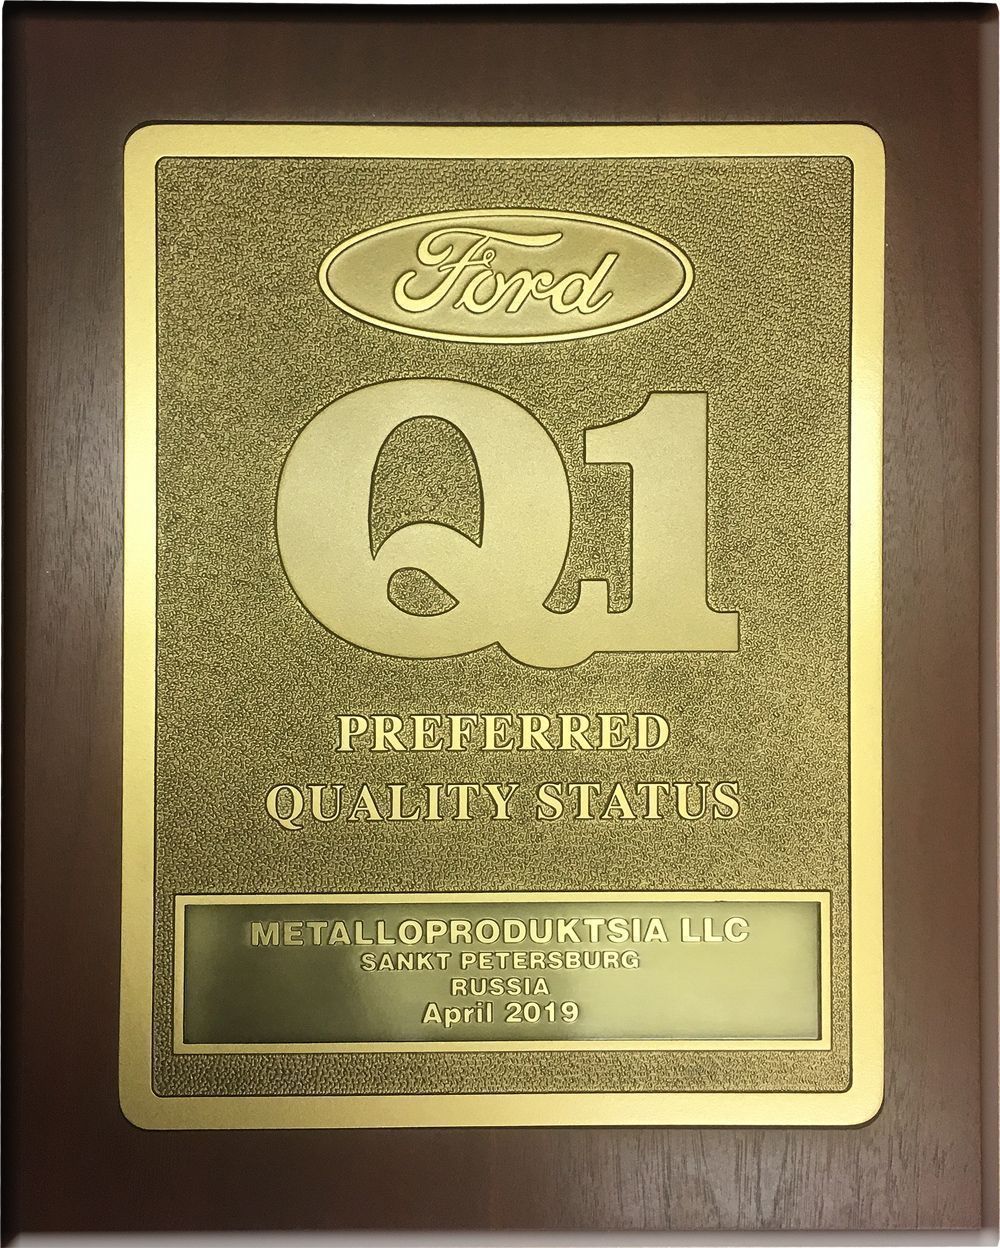 Ford
Q1
PREFERRED
QUALITY STATUS
METALLOPRODUKTSIA LLC
SANKT PETERSBURG
RUSSIA
April 2019